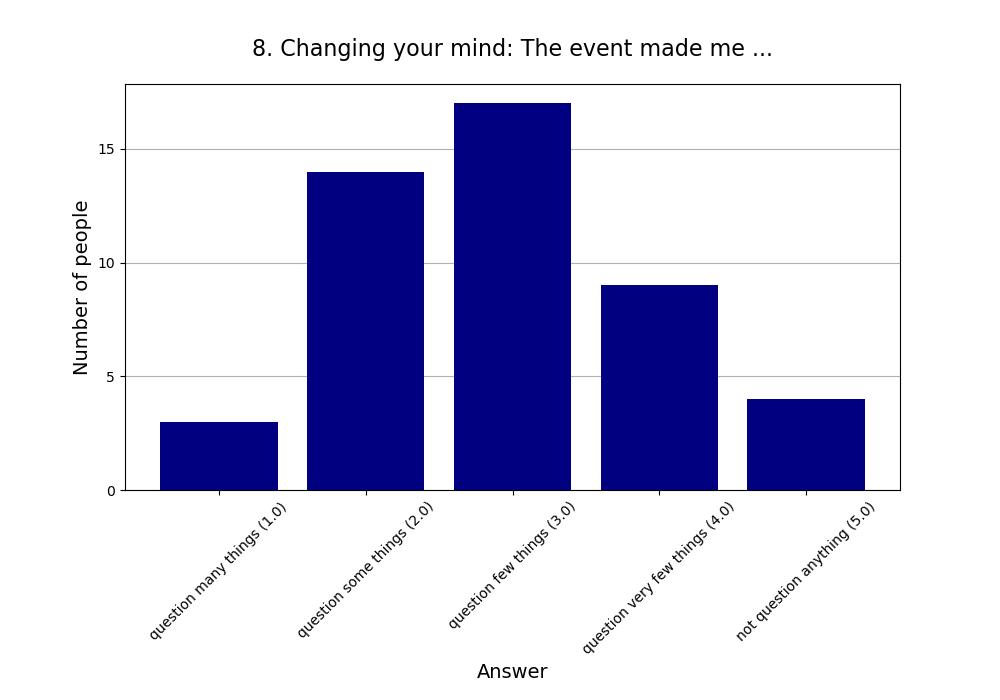 8. Changing your mind: The event made me ...
Number of people
15
10
5
0
question many things (1.0)
question some things (2.0)
question few things (3.0)
question very few things (4.0)
not question anything (5.0)
Answer